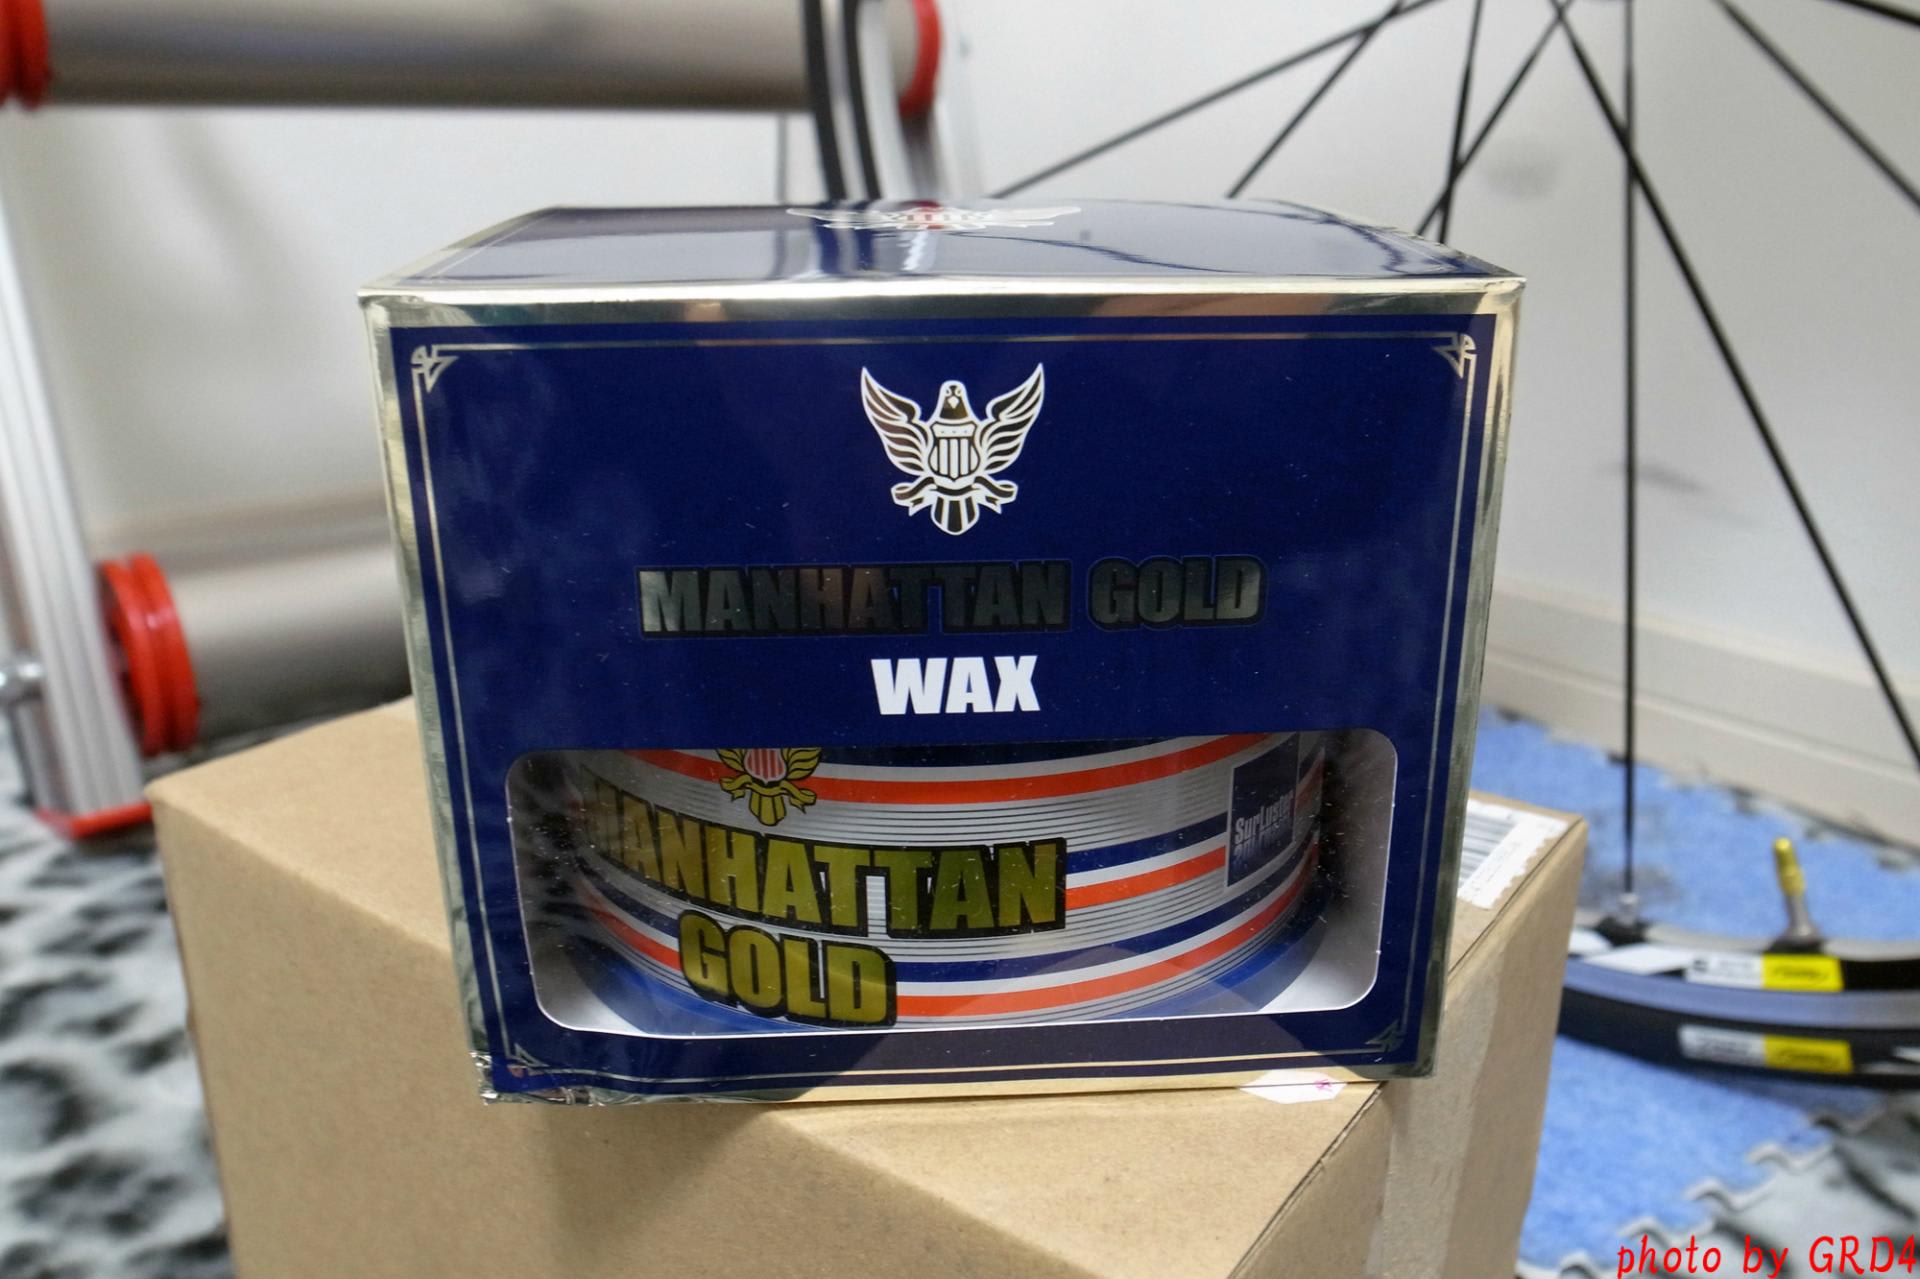 MANHATTAN GOLD
WAX
MANHATTAN
GOLD
SurLuster
photo by GRD4